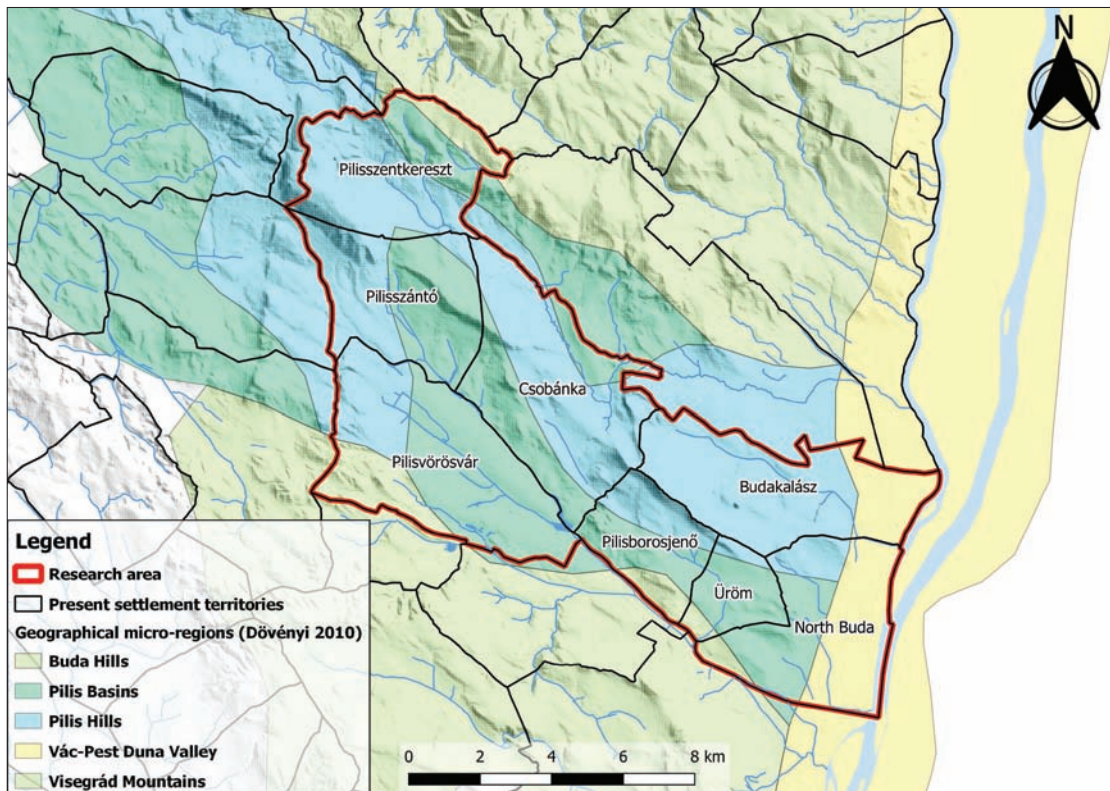 N
Pilisszentkereszt
Pilisszántó
Csobánka
Pilisvörösvár
Budakalász
Pilisborosjenő
Üröm
North Buda
Legend
Research area
Present settlement territories
Geographical micro-regions (Dövényi 2010)
Buda Hills
Pilis Basins
Pilis Hills
Vác-Pest Duna Valley
Visegrád Mountains
0 2 4 6 8 km